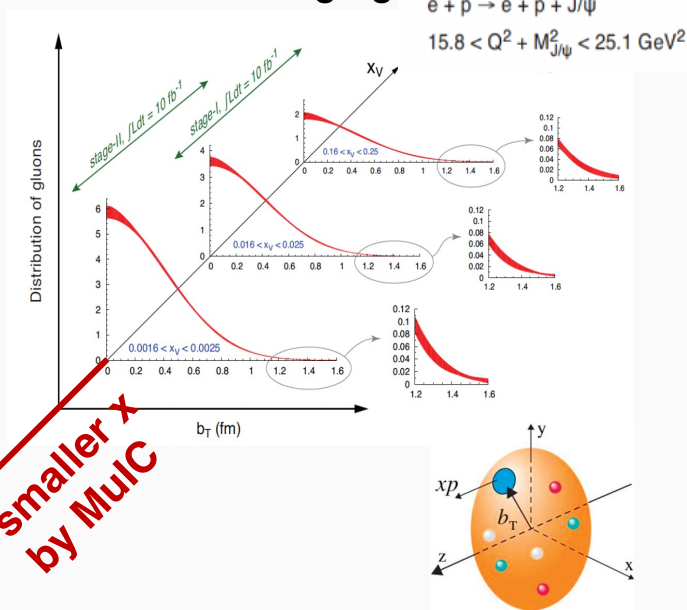 e + p → e + p + J/ψ
15.8 < Q² + M²J/ψ < 25.1 GeV²
stage-II, ∫Ldt = 10 fb⁻¹
stage-I, ∫Ldt = 10 fb⁻¹
xV
Distribution of gluons
2
1
0
0.16 < xV < 0.25
0 0.2 0.4 0.6 0.8 1 1.2 1.4 1.6
0.12
0.1
0.08
0.06
0.04
0.02
0
1.2 1.4 1.6
4
3
2
1
0
0.016 < xV < 0.025
0 0.2 0.4 0.6 0.8 1 1.2 1.4 1.6
0.12
0.1
0.08
0.06
0.04
0.02
0
1.2 1.4 1.6
6
5
4
3
2
1
0
0.0016 < xV < 0.0025
0 0.2 0.4 0.6 0.8 1 1.2 1.4 1.6
0.12
0.1
0.08
0.06
0.04
0.02
0
1.2 1.4 1.6
bT (fm)
smaller x
by MuIC
y
xp
bT
z
x